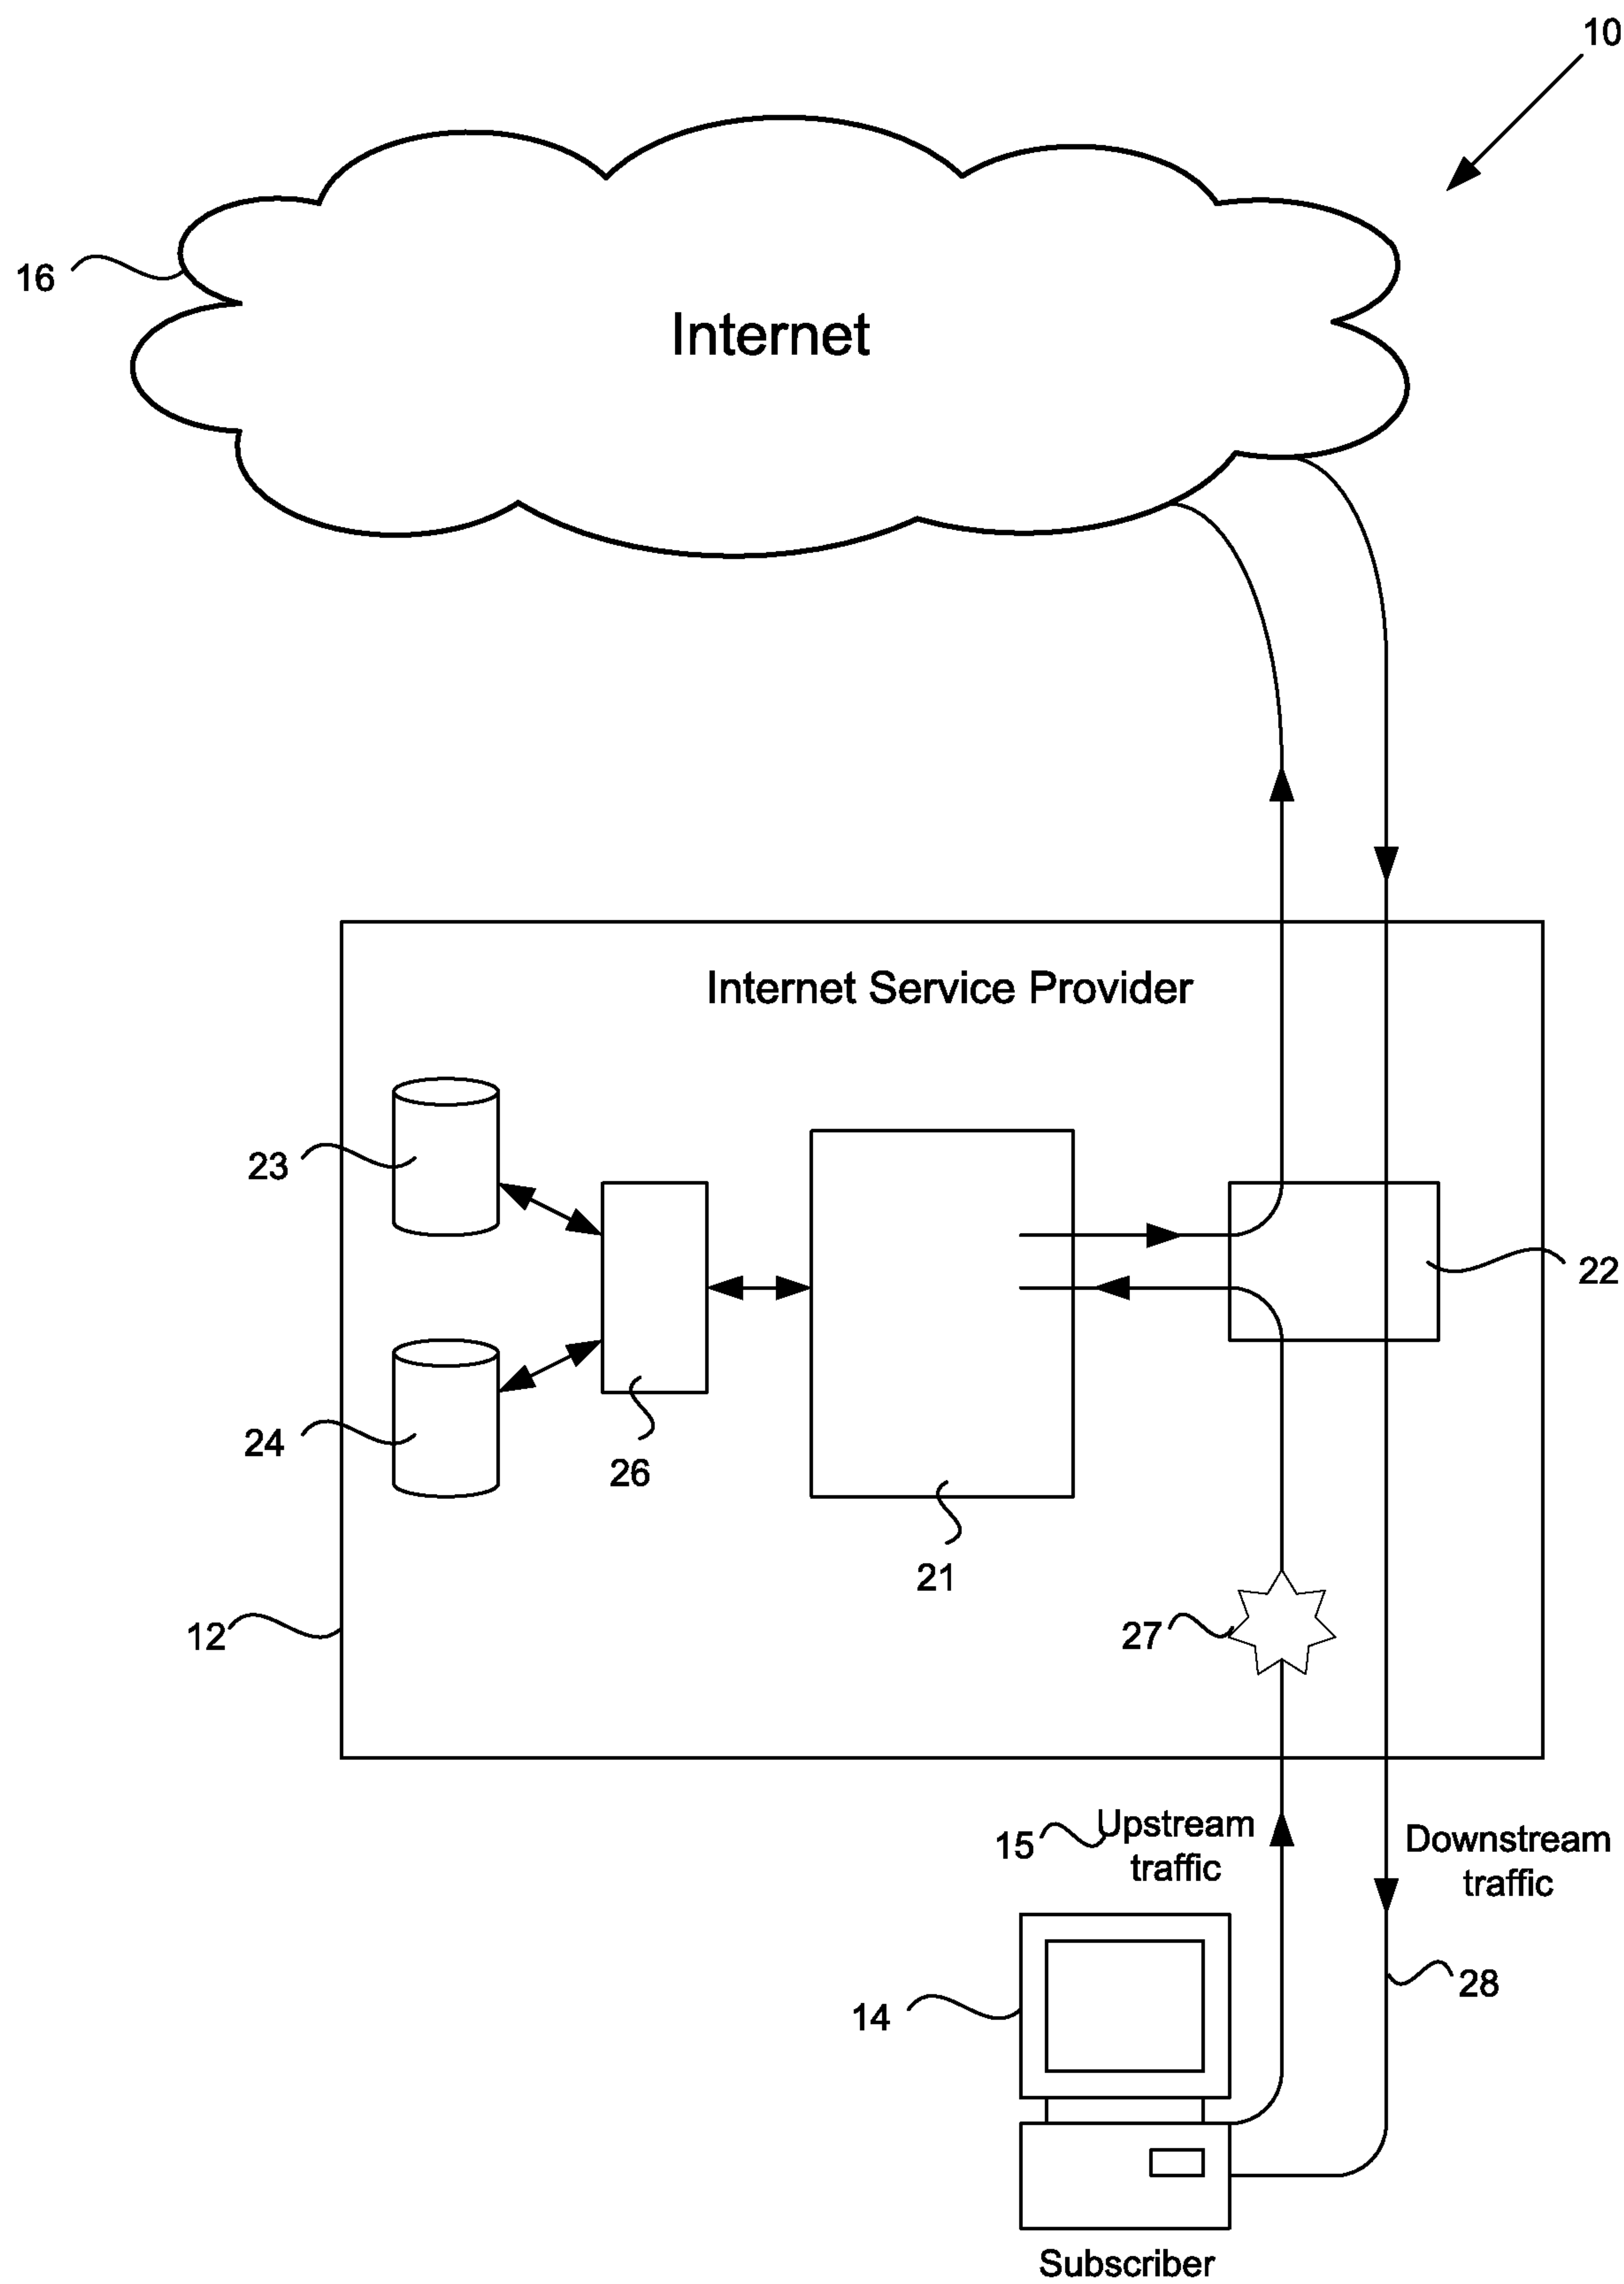 10
16
Internet
Internet Service Provider
23
22
24
26
21
12
27
15
Upstream
traffic
Downstream
traffic
14
28
Subscriber